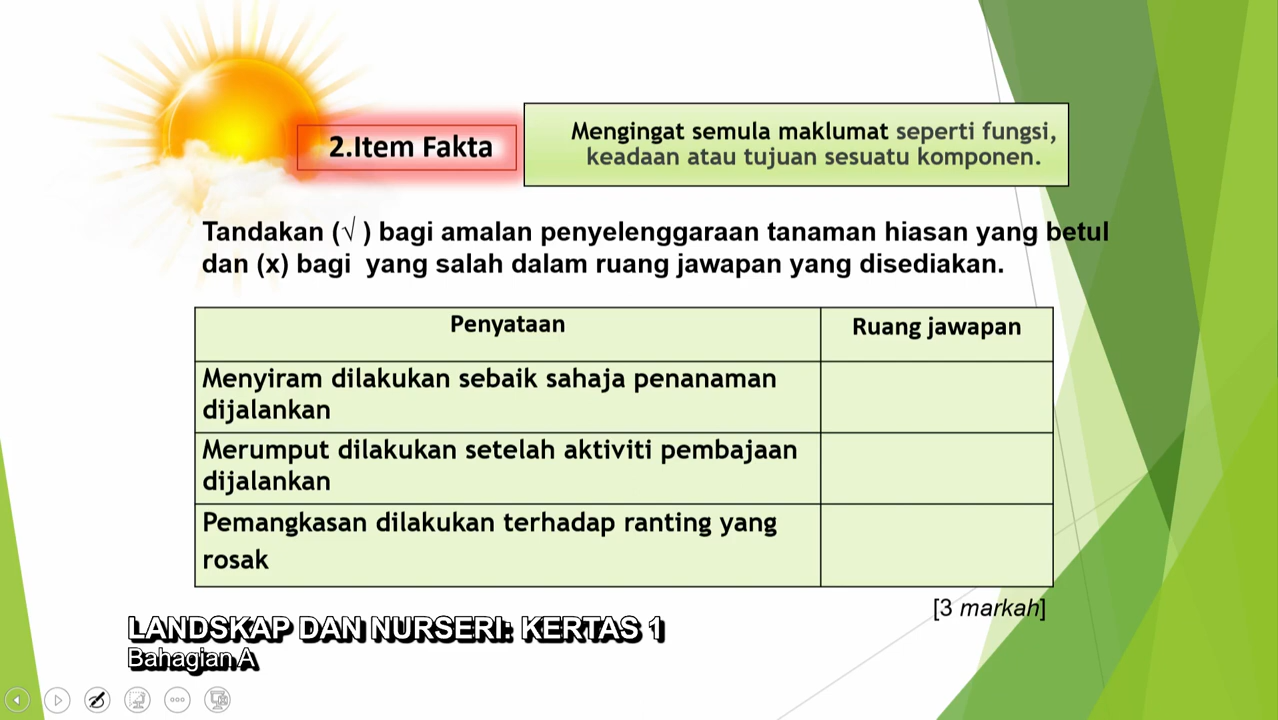 2.Item Fakta
Mengingat semula maklumat seperti fungsi,
keadaan atau tujuan sesuatu komponen.
Tandakan (√ ) bagi amalan penyelenggaraan tanaman hiasan yang betul
dan (x) bagi  yang salah dalam ruang jawapan yang disediakan.
Penyataan
Ruang jawapan
Menyiram dilakukan sebaik sahaja penanaman
dijalankan
Merumput dilakukan setelah aktiviti pembajaan
dijalankan
Pemangkasan dilakukan terhadap ranting yang
rosak
[3 markah]
LANDSKAP DAN NURSERI: KERTAS 1
Bahagian A